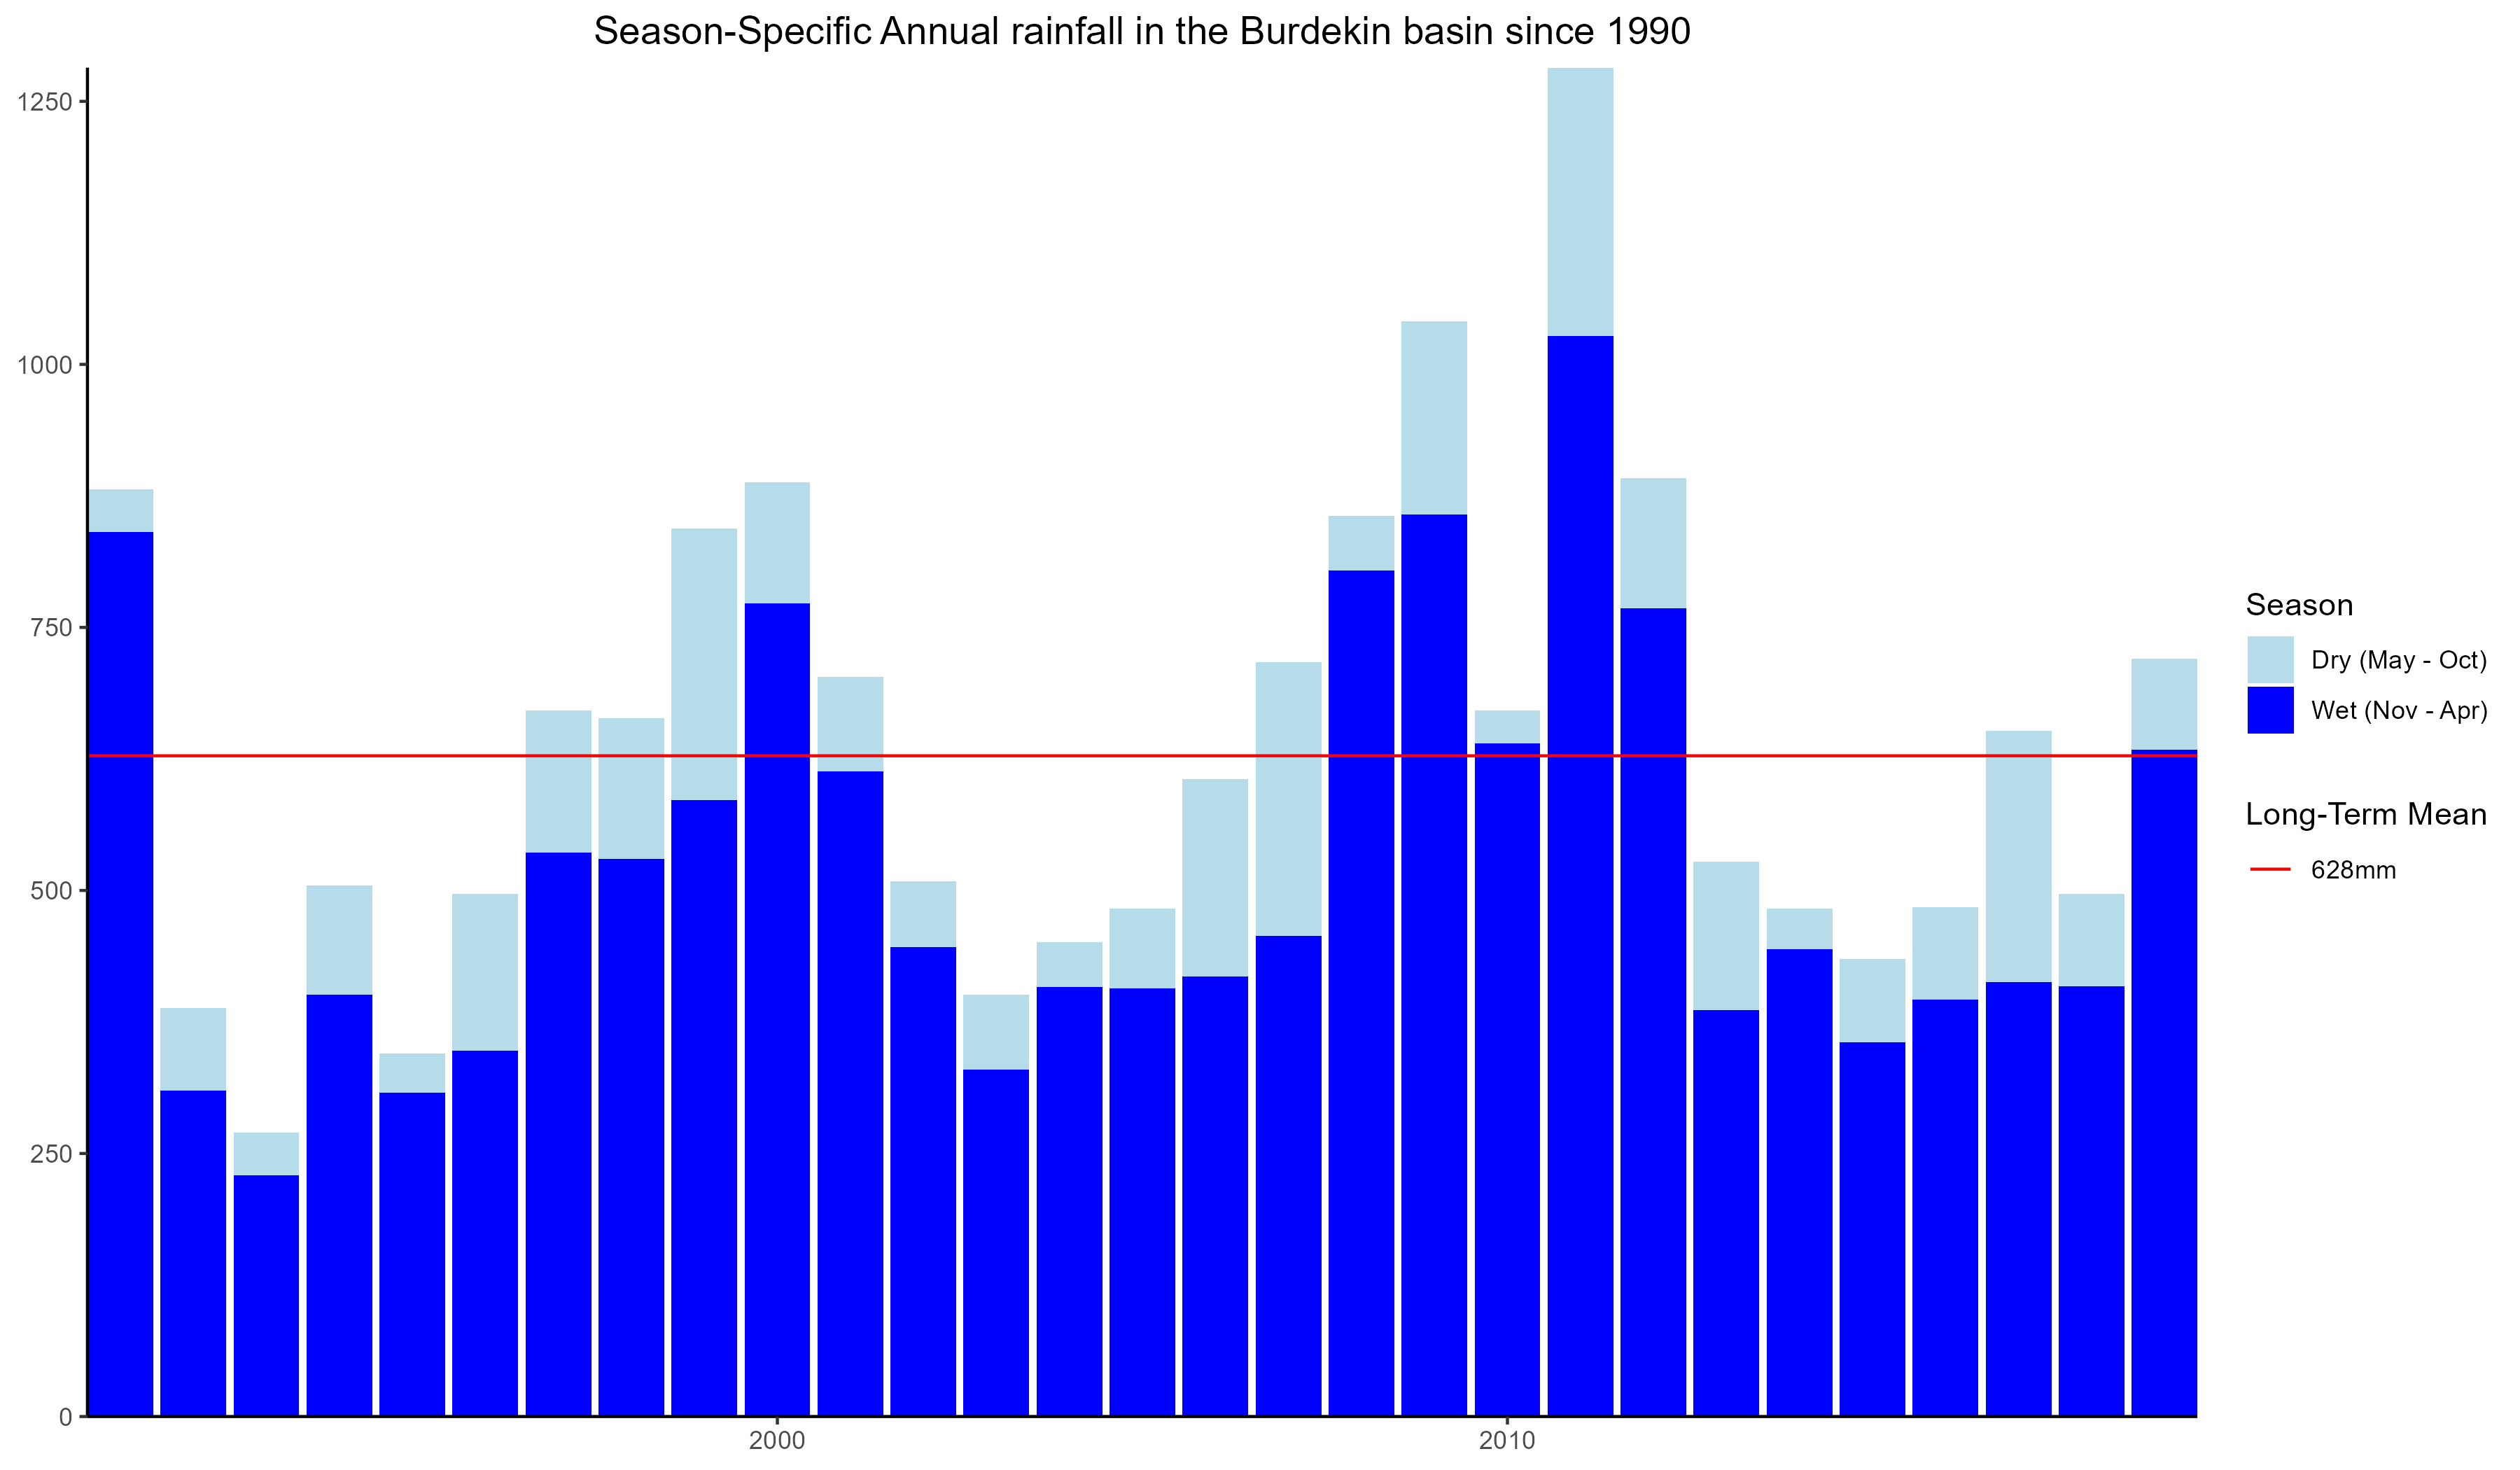 Season-Specific Annual rainfall in the Burdekin basin since 1990
1250
1000
750
500
250
0
2000
2010
Season
Dry (May - Oct)
Wet (Nov - Apr)
Long-Term Mean
628mm